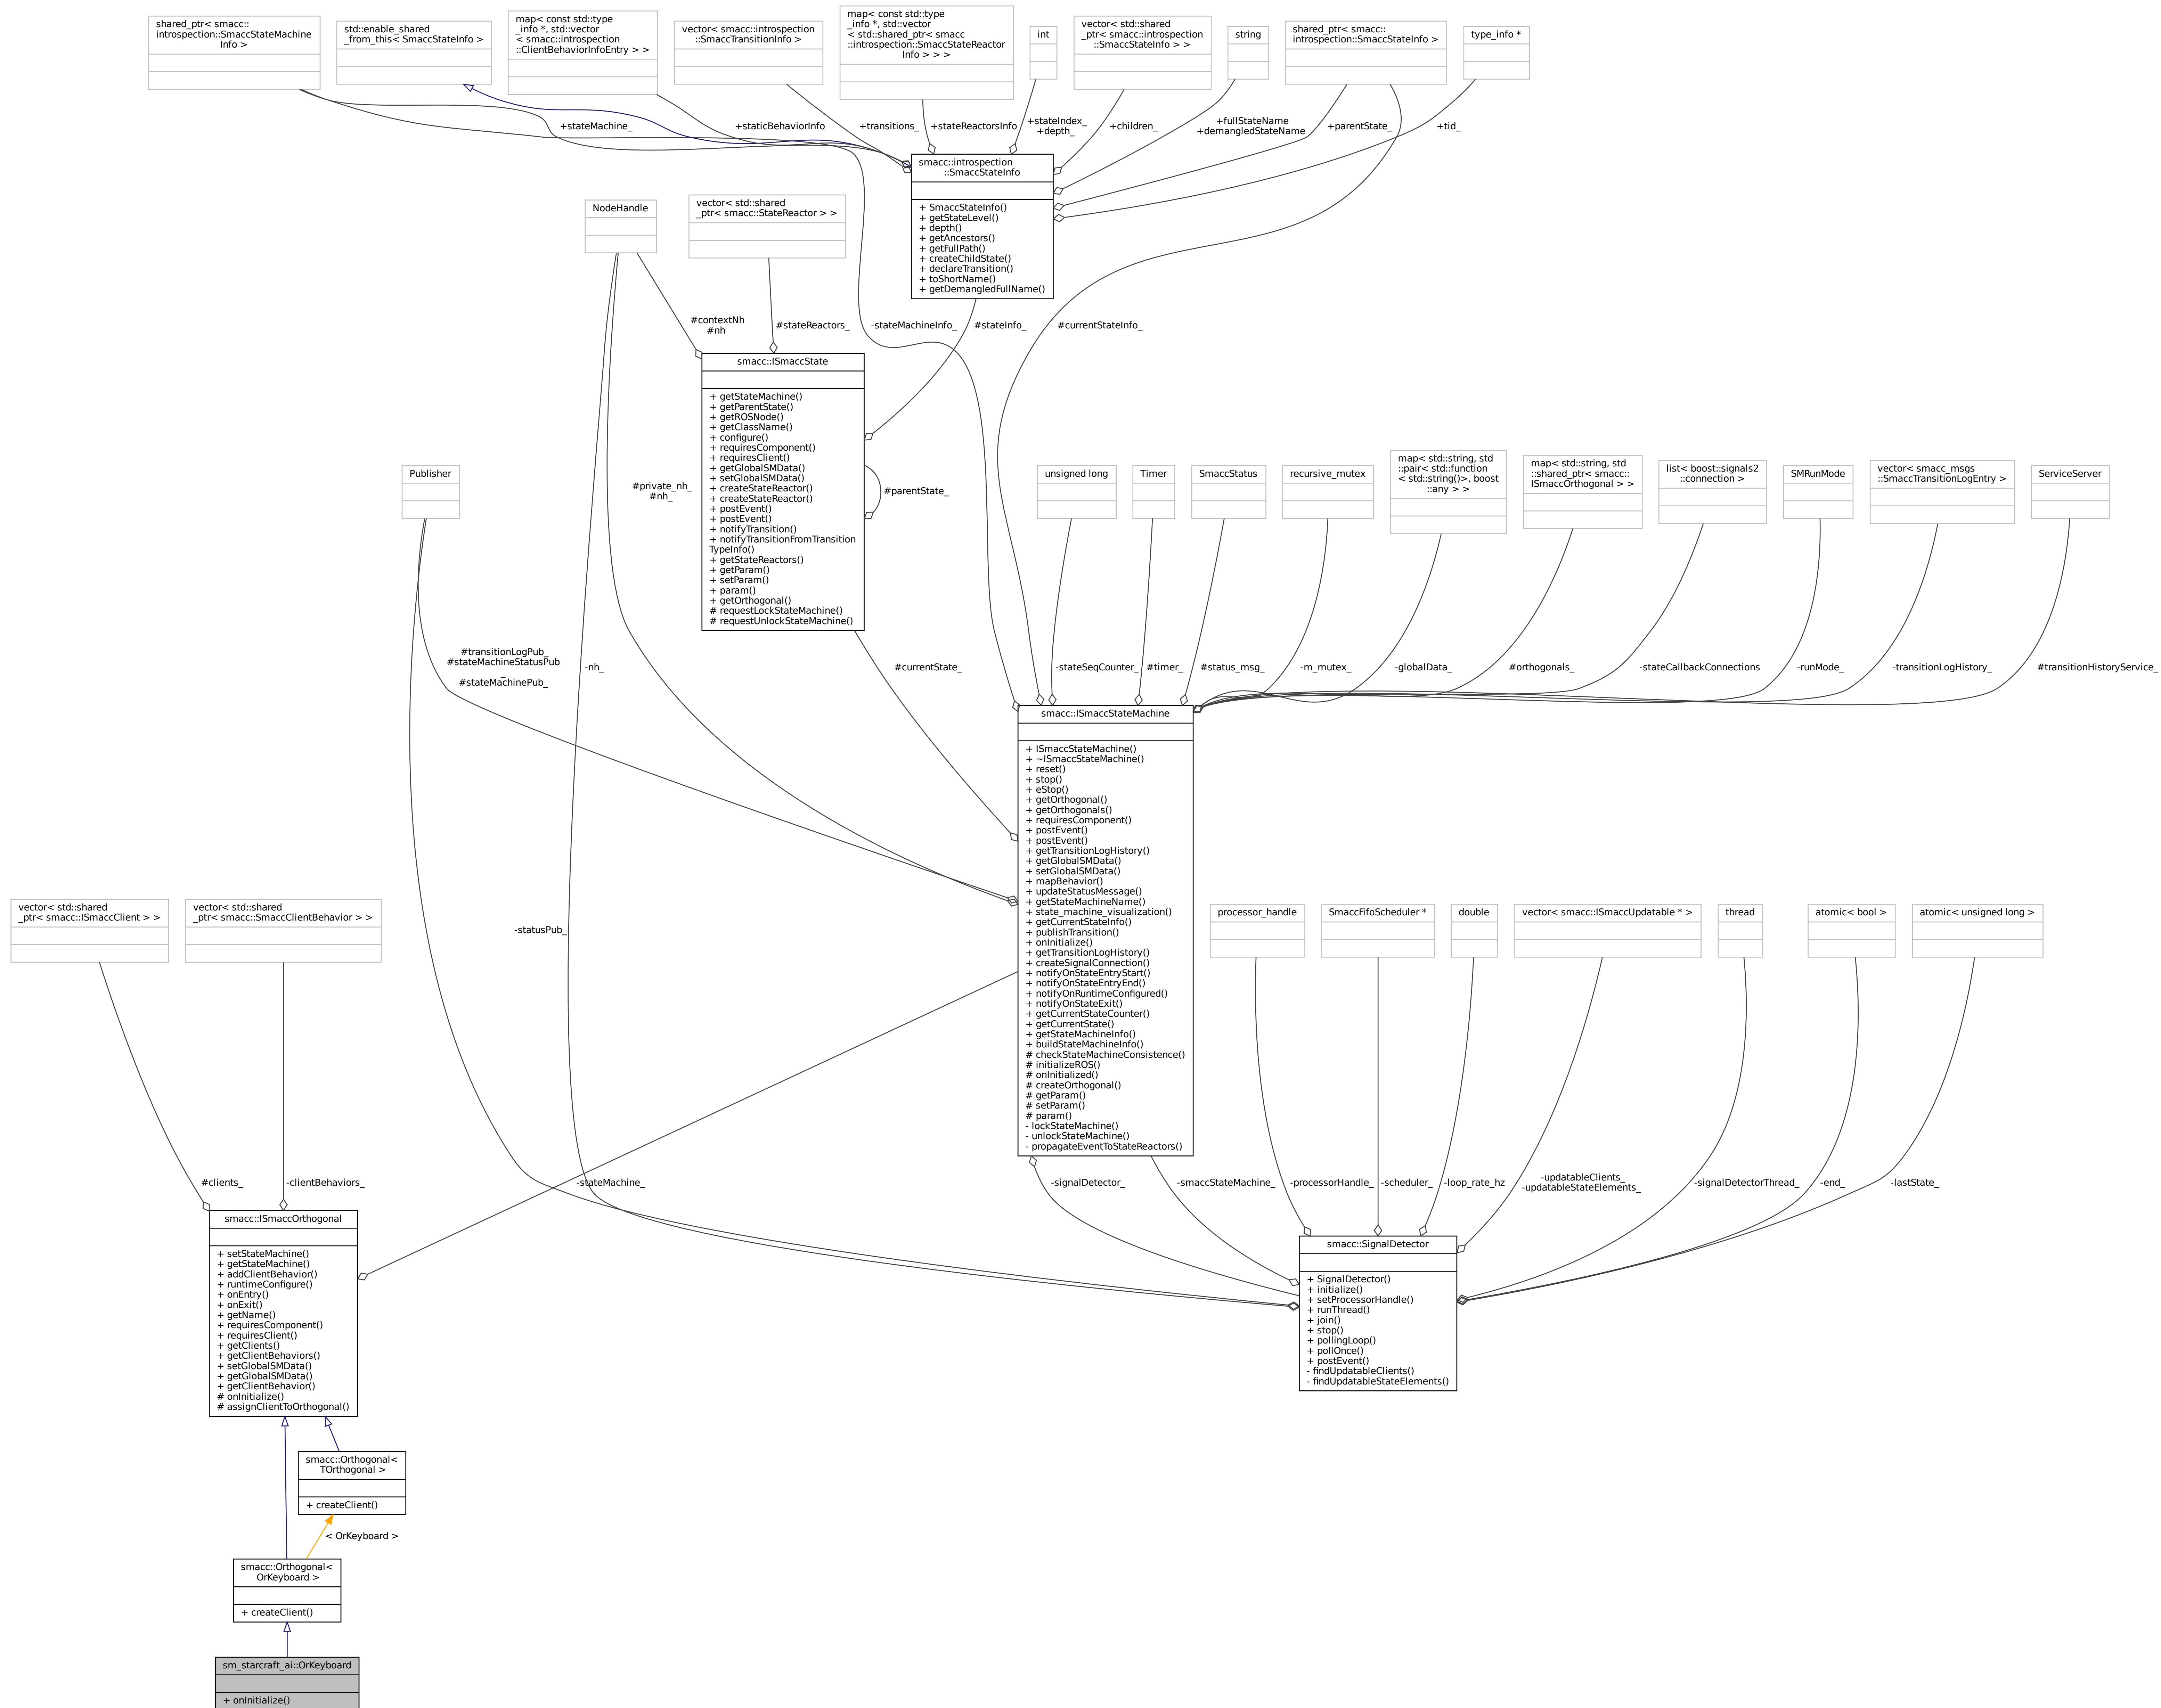 shared_ptr< smacc::
introspection::SmaccStateMachine
Info >
std::enable_shared
_from_this< SmaccStateInfo >
map< const std::type
_info *, std::vector
< smacc::introspection
::ClientBehaviorInfoEntry > >
vector< smacc::introspection
::SmaccTransitionInfo >
map< const std::type
_info *, std::vector
< std::shared_ptr< smacc
::introspection::SmaccStateReactor
Info > > >
int
vector< std::shared
_ptr< smacc::introspection
::SmaccStateInfo > >
string
shared_ptr< smacc::
introspection::SmaccStateInfo >
type_info *
+stateMachine_
+staticBehaviorInfo
+transitions_
+stateReactorsInfo
+stateIndex_
+depth_
+children_
+fullStateName
+demangledStateName
+parentState_
+tid_
smacc::introspection
::SmaccStateInfo
+ SmaccStateInfo()
+ getStateLevel()
+ depth()
+ getAncestors()
+ getFullPath()
+ createChildState()
+ declareTransition()
+ toShortName()
+ getDemangledFullName()
NodeHandle
vector< std::shared
_ptr< smacc::StateReactor > >
#contextNh
#nh
#stateReactors_
-stateMachineInfo_
#stateInfo_
#currentStateInfo_
smacc::ISmaccState
+ getStateMachine()
+ getParentState()
+ getROSNode()
+ getClassName()
+ configure()
+ requiresComponent()
+ requiresClient()
+ getGlobalSMData()
+ setGlobalSMData()
+ createStateReactor()
+ createStateReactor()
+ postEvent()
+ postEvent()
+ notifyTransition()
+ notifyTransitionFromTransition
TypeInfo()
+ getStateReactors()
+ getParam()
+ setParam()
+ param()
+ getOrthogonal()
# requestLockStateMachine()
# requestUnlockStateMachine()
#parentState_
Publisher
#private_nh_
#nh_
unsigned long
Timer
SmaccStatus
recursive_mutex
map< std::string, std
::pair< std::function
< std::string()>, boost
::any > >
map< std::string, std
::shared_ptr< smacc::
ISmaccOrthogonal > >
list< boost::signals2
::connection >
SMRunMode
vector< smacc_msgs
::SmaccTransitionLogEntry >
ServiceServer
#transitionLogPub_
#stateMachineStatusPub
_
#stateMachinePub_
-nh_
#currentState_
-stateSeqCounter_
#timer_
#status_msg_
-m_mutex_
-globalData_
#orthogonals_
-stateCallbackConnections
-runMode_
-transitionLogHistory_
#transitionHistoryService_
smacc::ISmaccStateMachine
+ ISmaccStateMachine()
+ ~ISmaccStateMachine()
+ reset()
+ stop()
+ eStop()
+ getOrthogonal()
+ getOrthogonals()
+ requiresComponent()
+ postEvent()
+ postEvent()
+ getTransitionLogHistory()
+ getGlobalSMData()
+ setGlobalSMData()
+ mapBehavior()
+ updateStatusMessage()
+ getStateMachineName()
+ state_machine_visualization()
+ getCurrentStateInfo()
+ publishTransition()
+ onInitialize()
+ getTransitionLogHistory()
+ createSignalConnection()
+ notifyOnStateEntryStart()
+ notifyOnStateEntryEnd()
+ notifyOnRuntimeConfigured()
+ notifyOnStateExit()
+ getCurrentStateCounter()
+ getCurrentState()
+ getStateMachineInfo()
+ buildStateMachineInfo()
# checkStateMachineConsistence()
# initializeROS()
# onInitialized()
# createOrthogonal()
# getParam()
# setParam()
# param()
- lockStateMachine()
- unlockStateMachine()
- propagateEventToStateReactors()
vector< std::shared
_ptr< smacc::ISmaccClient > >
vector< std::shared
_ptr< smacc::SmaccClientBehavior > >
-statusPub_
processor_handle
SmaccFifoScheduler *
double
vector< smacc::ISmaccUpdatable * >
thread
atomic< bool >
atomic< unsigned long >
#clients_
-clientBehaviors_
-stateMachine_
-signalDetector_
-smaccStateMachine_
-processorHandle_
-scheduler_
-loop_rate_hz
-updatableClients_
-updatableStateElements_
-signalDetectorThread_
-end_
-lastState_
smacc::ISmaccOrthogonal
+ setStateMachine()
+ getStateMachine()
+ addClientBehavior()
+ runtimeConfigure()
+ onEntry()
+ onExit()
+ getName()
+ requiresComponent()
+ requiresClient()
+ getClients()
+ getClientBehaviors()
+ setGlobalSMData()
+ getGlobalSMData()
+ getClientBehavior()
# onInitialize()
# assignClientToOrthogonal()
smacc::SignalDetector
+ SignalDetector()
+ initialize()
+ setProcessorHandle()
+ runThread()
+ join()
+ stop()
+ pollingLoop()
+ pollOnce()
+ postEvent()
- findUpdatableClients()
- findUpdatableStateElements()
smacc::Orthogonal<
TOrthogonal >
+ createClient()
< OrKeyboard >
smacc::Orthogonal<
OrKeyboard >
+ createClient()
sm_starcraft_ai::OrKeyboard
+ onInitialize()